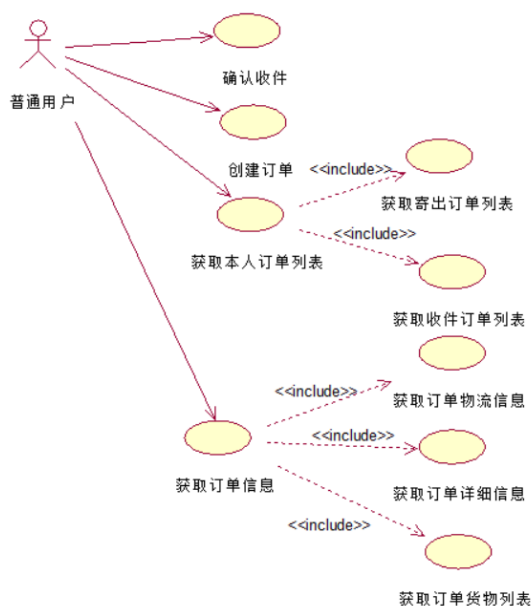 确认收件
普通用户
创建订单
<<include>>
获取寄出订单列表
<<include>>
获取本人订单列表
获取收件订单列表
<<include>>
获取订单物流信息
<<include>>
获取订单信息
获取订单详细信息
<<include>>
获取订单货物列表